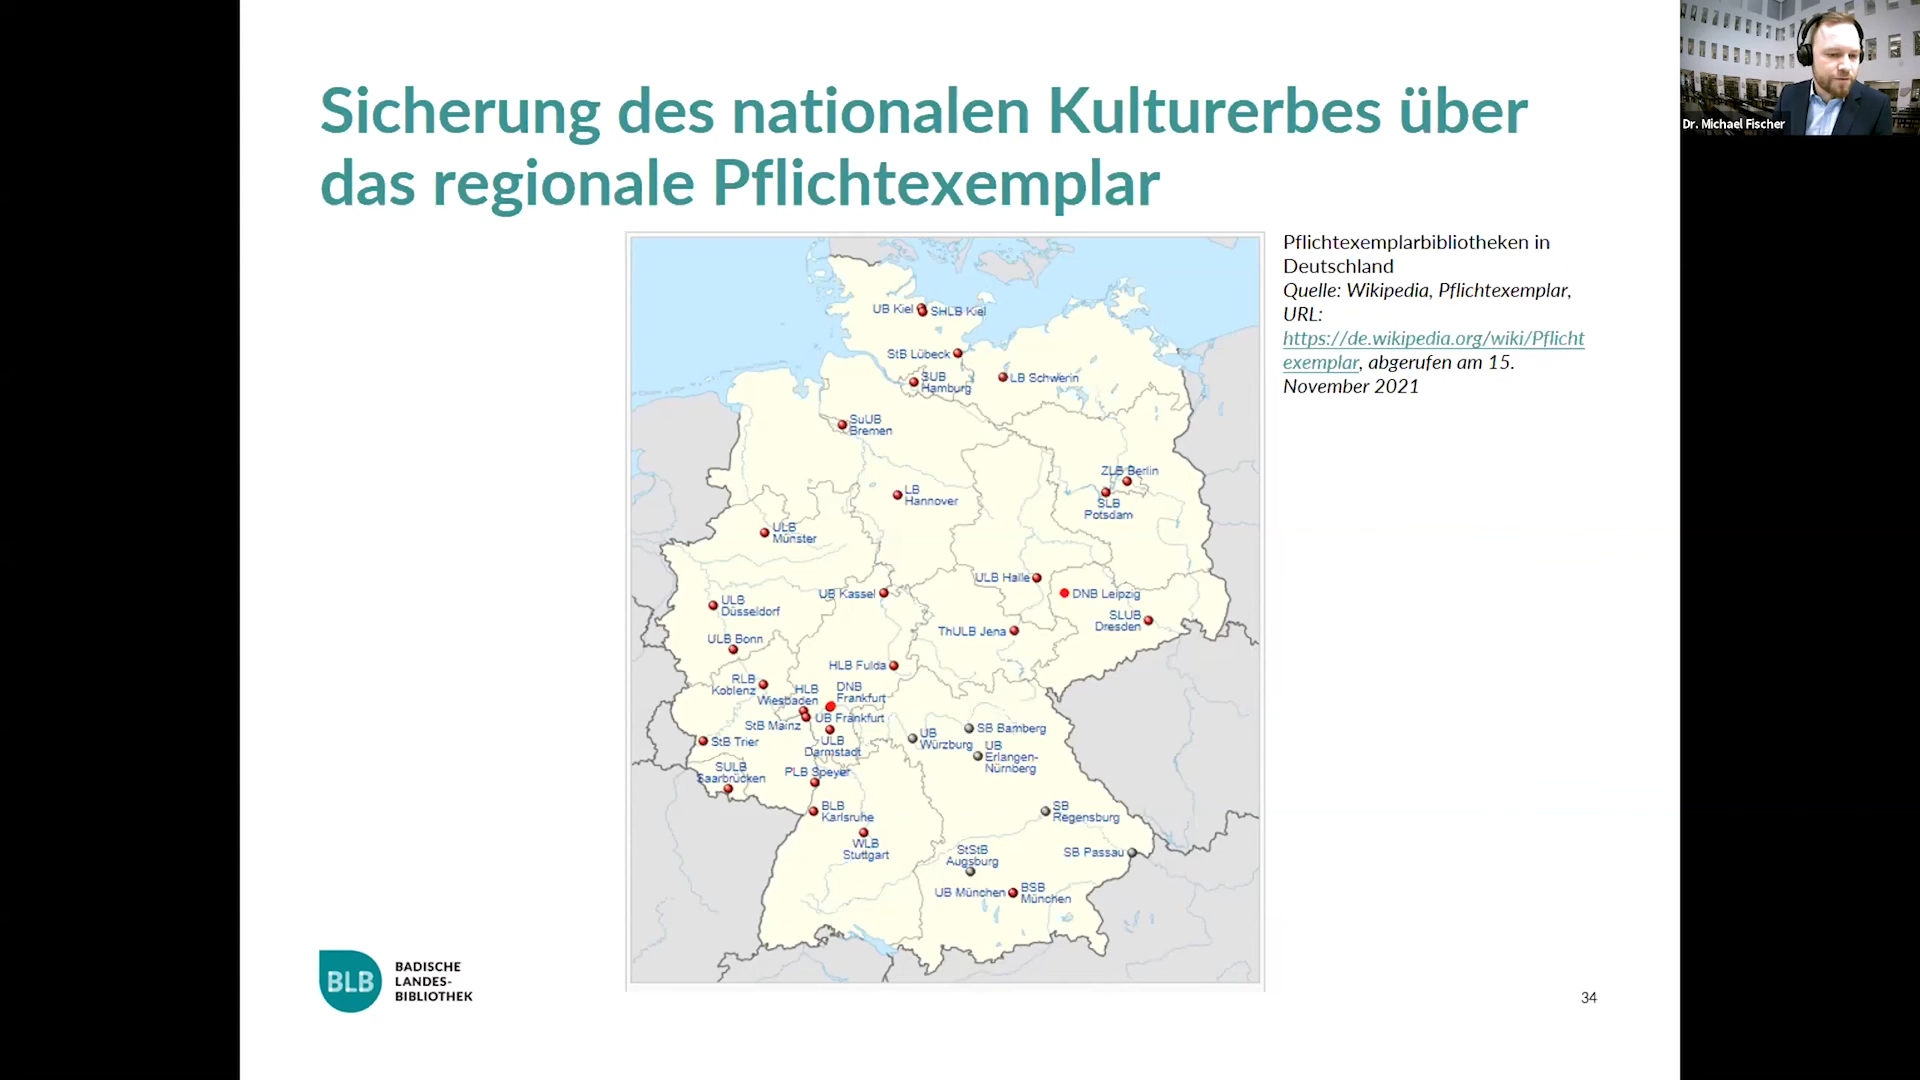 Sicherung des nationalen Kulturerbes über
das regionale Pflichtexemplar
Dr. Michael Fischer
Pflichtexemplarbibliotheken in
Deutschland
Quelle: Wikipedia, Pflichtexemplar,
URL:
https://de.wikipedia.org/wiki/Pflicht
exemplar, abgerufen am 15.
November 2021
UB Kiel
SHLB Kiel
StB Lübeck
SUB
Hamburg
LB Schwerin
SuUB
Bremen
ZLB Berlin
LB
Hannover
SLB
Potsdam
ULB
Münster
ULB Halle
UB Kassel
DNB Leipzig
ULB
Düsseldorf
SLUB
Dresden
ThULB Jena
ULB Bonn
HLB Fulda
RLB
Koblenz
HLB
Wiesbaden
DNB
Frankfurt
StB Mainz
UB Frankfurt
StB Trier
ULB
Darmstadt
UB
Würzburg
SB Bamberg
UB
Erlangen-
Nürnberg
SULB
Saarbrücken
PLB Speyer
BLB
Karlsruhe
SB
Regensburg
WLB
Stuttgart
StStB
Augsburg
SB Passau
UB München
BSB
München
BLB
BADISCHE
LANDES-
BIBLIOTHEK
34